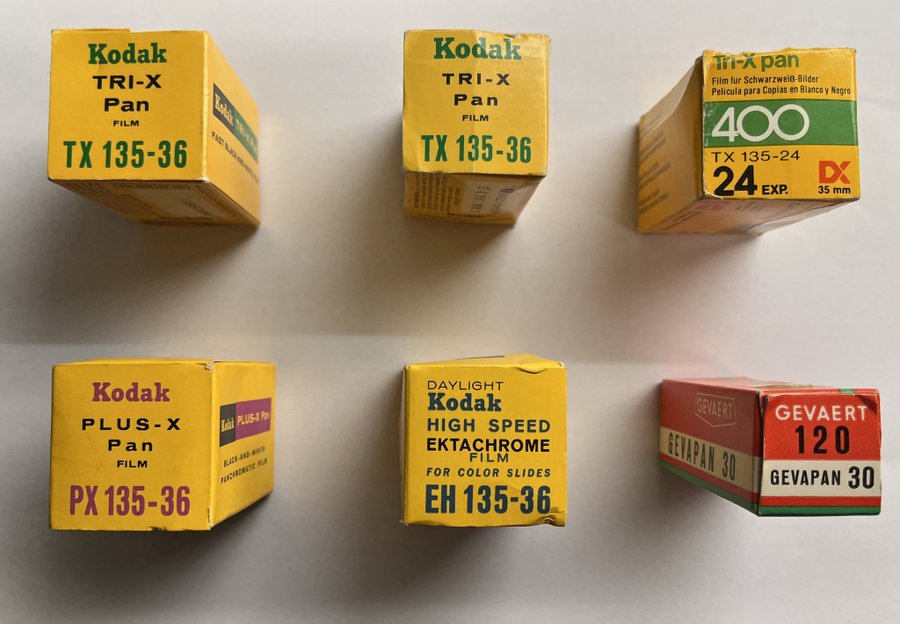 Kodak
TRI-X
Pan
FILM
TX 135-36
Kodak TRI-X Pan
Kodak
TRI-X
Pan
FILM
TX 135-36
Tri-X pan
Film für Schwarzweiß-Bilder
Película para Copias en Blanco y Negro
400
TX 135-24
24 EXP.
DX
35 mm
Kodak
PLUS-X
Pan
FILM
PX 135-36
Kodak PLUS-X Pan
BLACK-AND-WHITE
PANCHROMATIC FILM
DAYLIGHT
Kodak
HIGH SPEED
EKTACHROME
FILM
FOR COLOR SLIDES
EH 135-36
GEVAERT
GEVAPAN 30
GEVAERT
120
GEVAPAN 30